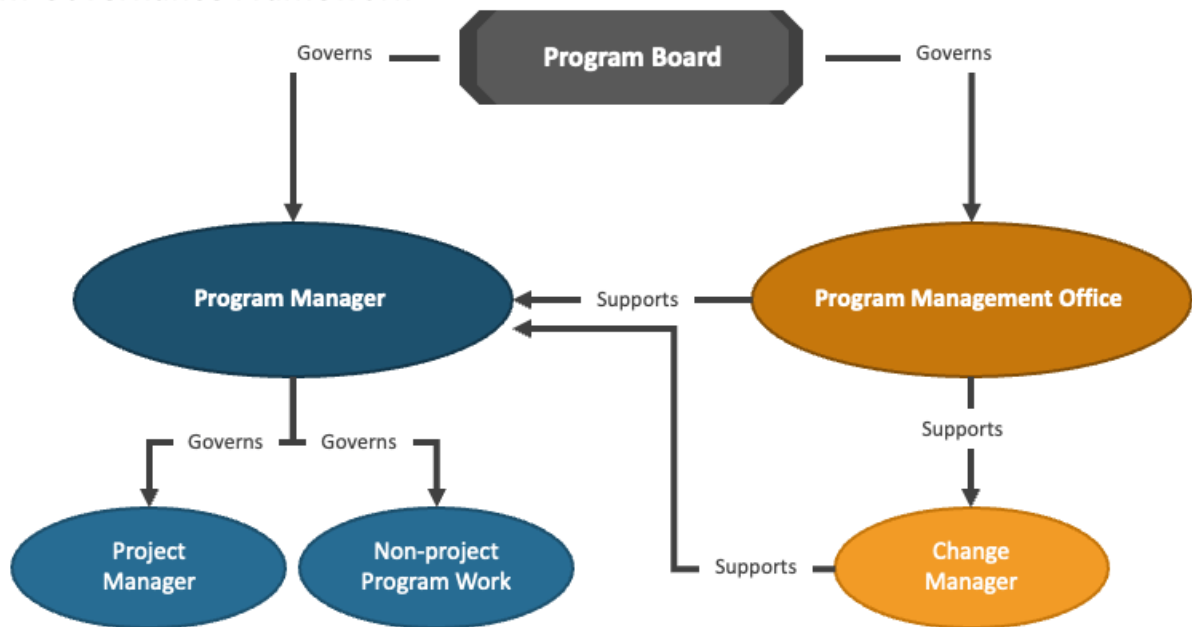 Program Board
Governs
Governs
Program Manager
Supports
Program Management Office
Governs
Governs
Supports
Project
Manager
Non-project
Program Work
Supports
Change
Manager